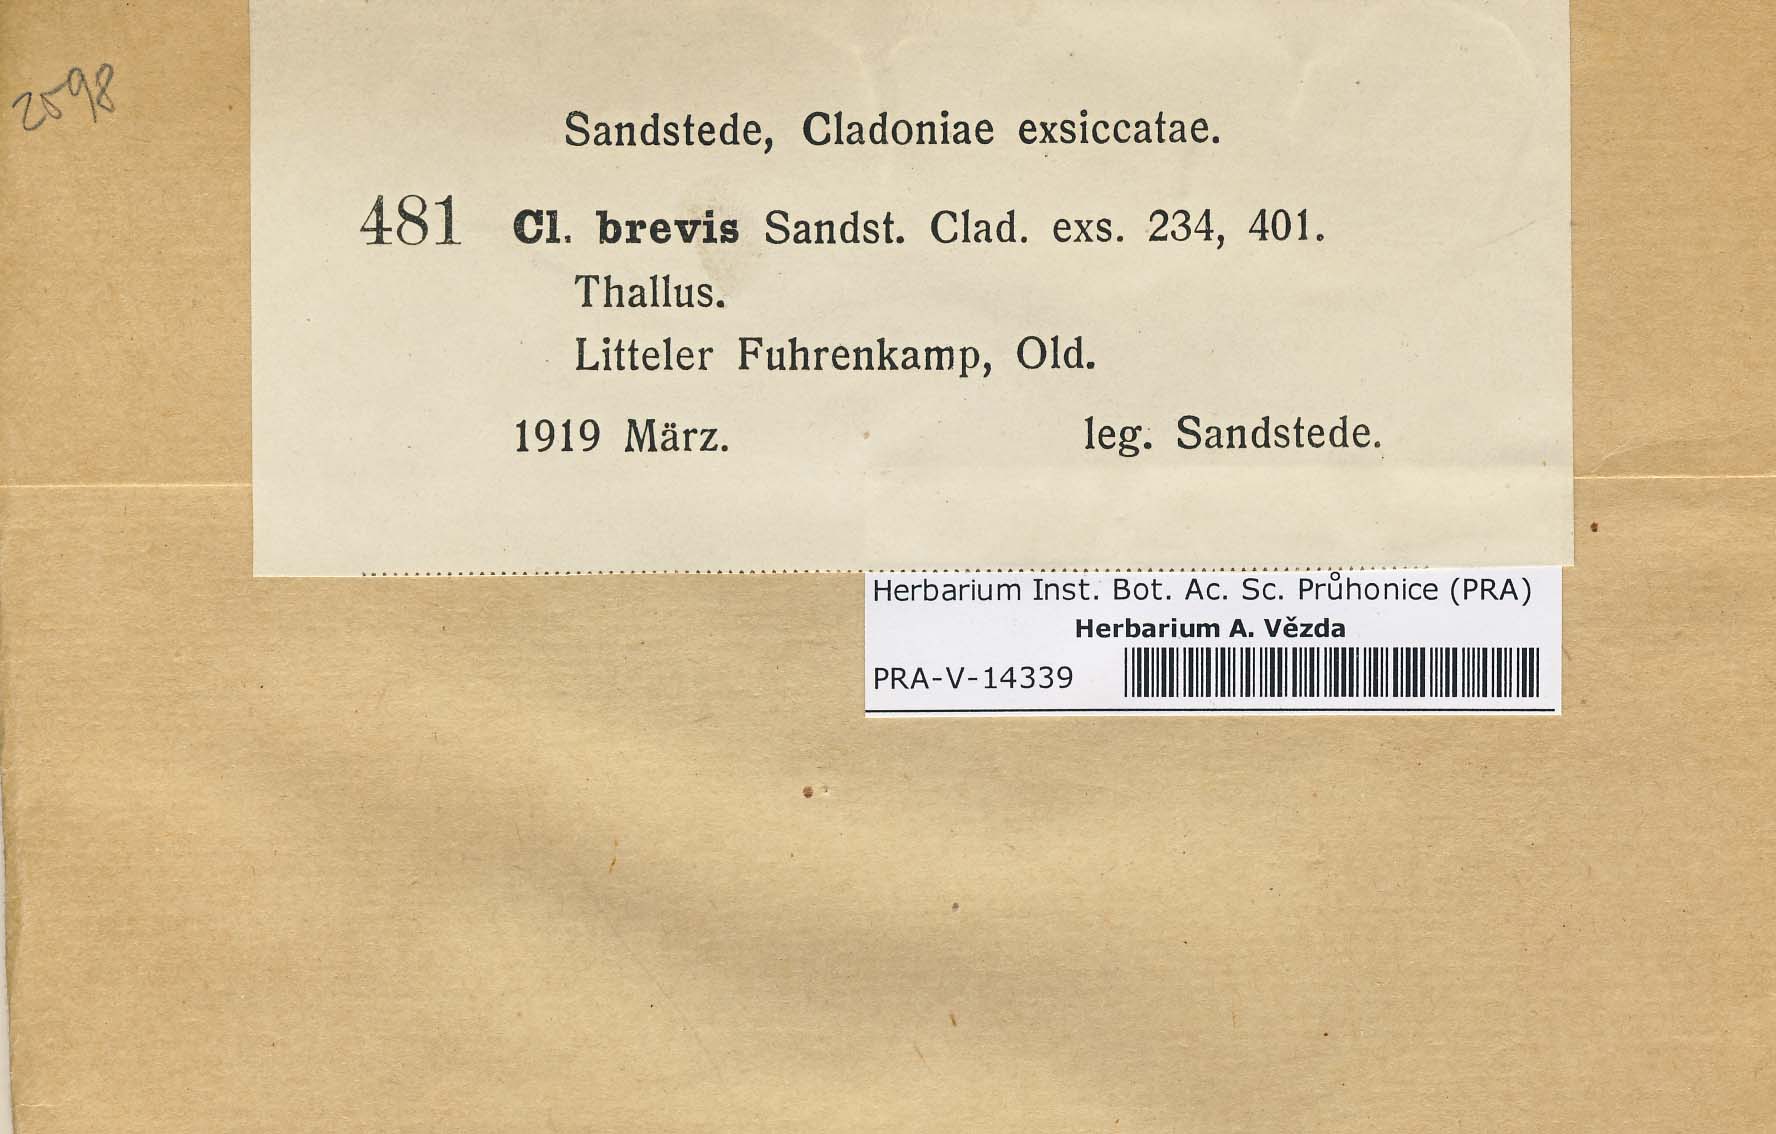 2598
Sandstede, Cladoniae exsiccatae.
481 Cl. brevis Sandst. Clad. exs. 234, 401.
Thallus.
Litteler Fuhrenkamp, Old.
1919 März. leg. Sandstede.
Herbarium Inst. Bot. Ac. Sc. Průhonice (PRA)
Herbarium A. Vězda
PRA-V-14339